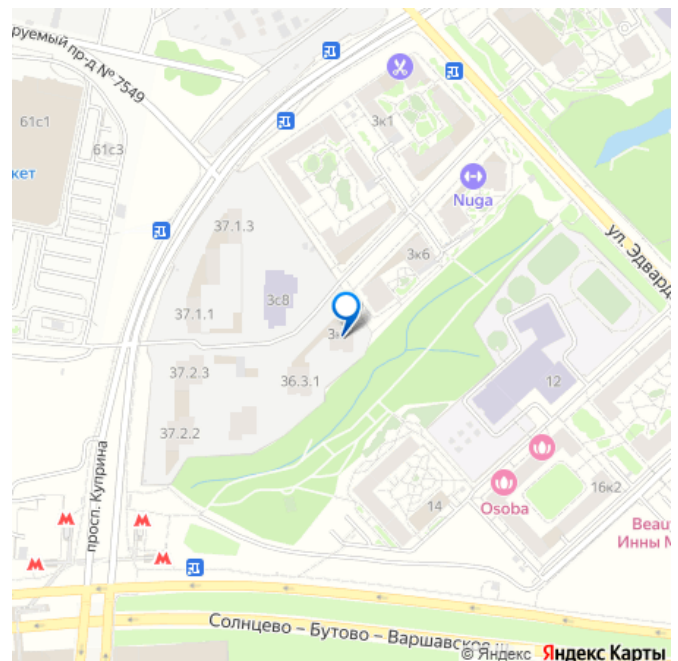 руемый пр-д № 7549
61с1
61с3
кет
3к1
Nuga
ул. Эдвард
37.1.3
3к6
3с8
37.1.1
3к
37.2.3
36.3.1
12
37.2.2
просп. Куприна
14
Osoba
16к2
Beau
Инны М
Солнцево – Бутово – Варшавское ш
© Яндекс Яндекс Карты